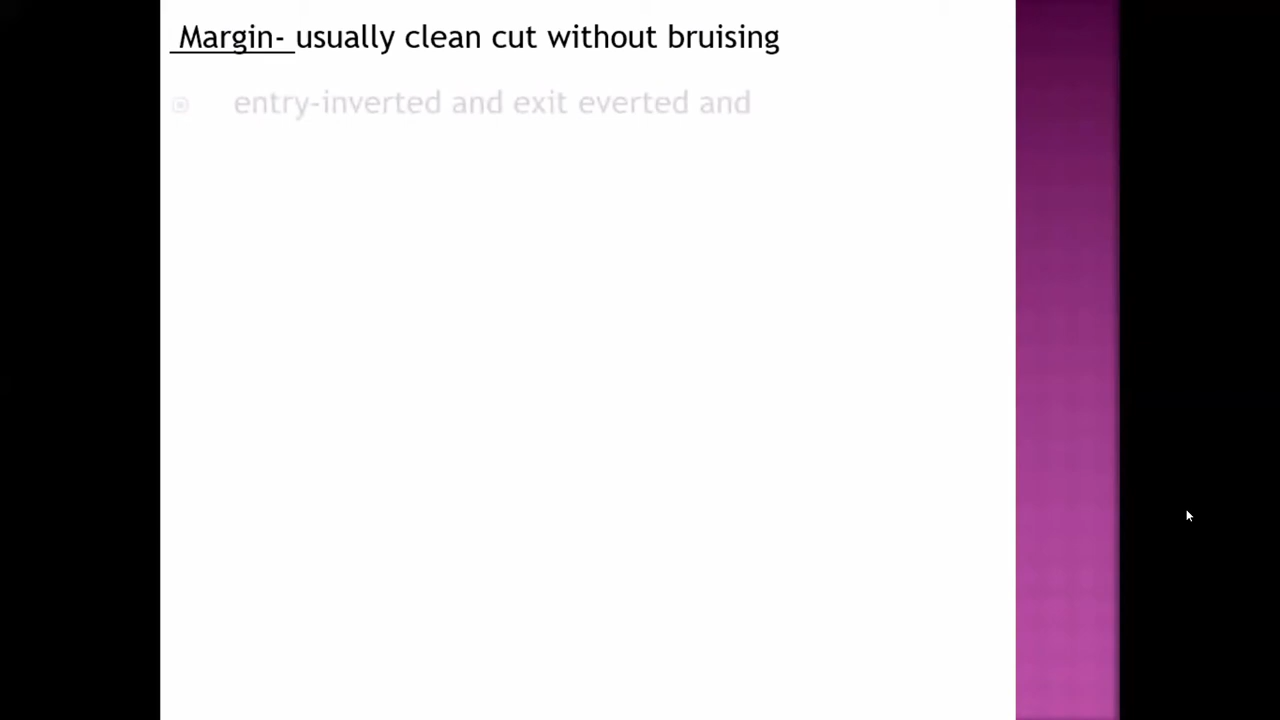 Margin- usually clean cut without bruising
entry-inverted and exit everted and